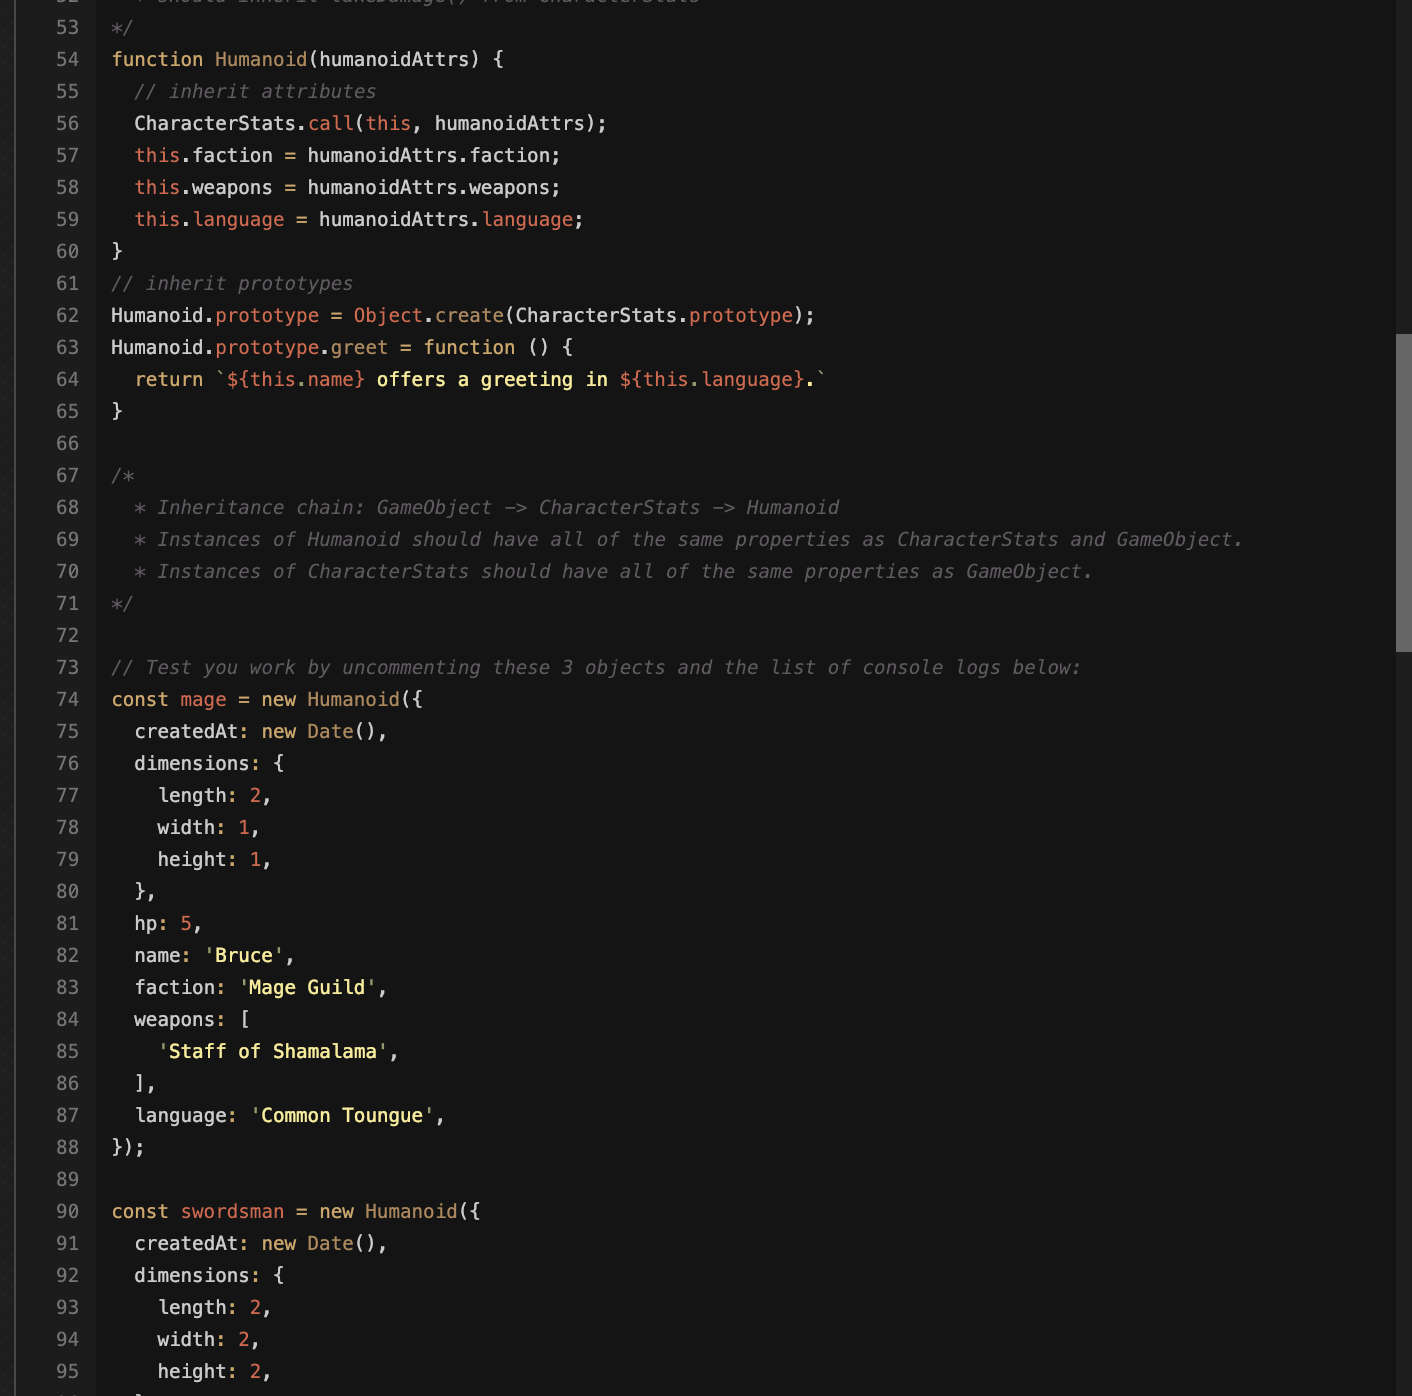 52    * Should inherit takeDamage() from CharacterStats
53 */
54 function Humanoid(humanoidAttrs) {
55   // inherit attributes
56   CharacterStats.call(this, humanoidAttrs);
57   this.faction = humanoidAttrs.faction;
58   this.weapons = humanoidAttrs.weapons;
59   this.language = humanoidAttrs.language;
60 }
61 // inherit prototypes
62 Humanoid.prototype = Object.create(CharacterStats.prototype);
63 Humanoid.prototype.greet = function () {
64   return `${this.name} offers a greeting in ${this.language}.`
65 }
66
67 /*
68   * Inheritance chain: GameObject -> CharacterStats -> Humanoid
69   * Instances of Humanoid should have all of the same properties as CharacterStats and GameObject.
70   * Instances of CharacterStats should have all of the same properties as GameObject.
71 */
72
73 // Test you work by uncommenting these 3 objects and the list of console logs below:
74 const mage = new Humanoid({
75   createdAt: new Date(),
76   dimensions: {
77     length: 2,
78     width: 1,
79     height: 1,
80   },
81   hp: 5,
82   name: 'Bruce',
83   faction: 'Mage Guild',
84   weapons: [
85     'Staff of Shamalama',
86   ],
87   language: 'Common Toungue',
88 });
89
90 const swordsman = new Humanoid({
91   createdAt: new Date(),
92   dimensions: {
93     length: 2,
94     width: 2,
95     height: 2,